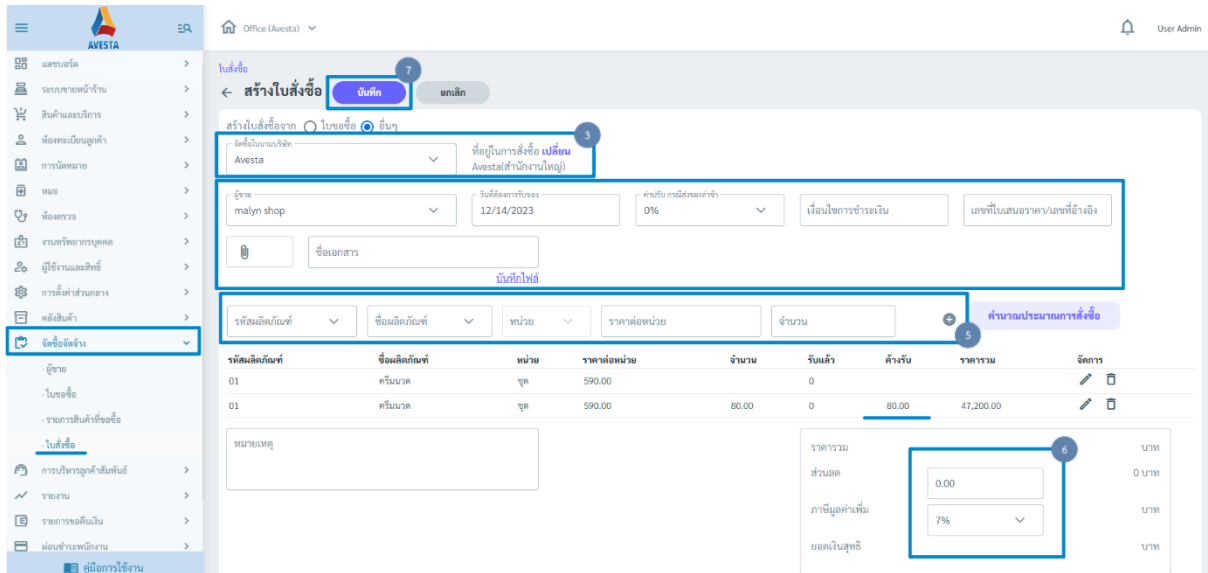 AVESTA
Office (Avesta)
User Admin
แดชบอร์ด
ระบบขายหน้าร้าน
สินค้าและบริการ
ห้องทะเบียนลูกค้า
การนัดหมาย
หมอ
ห้องตรวจ
งานทรัพยากรบุคคล
ผู้ใช้งานและสิทธิ์
การตั้งค่าส่วนกลาง
คลังสินค้า
จัดซื้อจัดจ้าง
- ผู้ขาย
- ใบขอซื้อ
- รายการสินค้าที่ขอซื้อ
- ใบสั่งซื้อ
การบริหารลูกค้าสัมพันธ์
รายงาน
รายการขอคืนเงิน
ผ่อนชำระพนักงาน
คู่มือการใช้งาน
ใบสั่งซื้อ
7
สร้างใบสั่งซื้อ บันทึก ยกเลิก
สร้างใบสั่งซื้อจาก ใบขอซื้อ อื่นๆ
3
จัดซื้อในนามบริษัท
Avesta
ที่อยู่ในการสั่งซื้อ เปลี่ยน
Avesta(สำนักงานใหญ่)
ผู้ขาย วันที่ต้องการรับของ ค่าปรับ กรณีส่งของล่าช้า
malyn shop 12/14/2023 0% เงื่อนไขการชำระเงิน เลขที่ใบเสนอราคา/เลขที่อ้างอิง
ชื่อเอกสาร
บันทึกไฟล์
รหัสผลิตภัณฑ์ ชื่อผลิตภัณฑ์ หน่วย ราคาต่อหน่วย จำนวน คำนวณประมาณการสั่งซื้อ
5
รหัสผลิตภัณฑ์ ชื่อผลิตภัณฑ์ หน่วย ราคาต่อหน่วย จำนวน รับแล้ว ค้างรับ ราคารวม จัดการ
01 ครีมนวด ชุด 590.00 0
01 ครีมนวด ชุด 590.00 80.00 0 80.00 47,200.00
หมายเหตุ
6
ราคารวม บาท
ส่วนลด 0.00 0 บาท
ภาษีมูลค่าเพิ่ม 7% บาท
ยอดเงินสุทธิ บาท